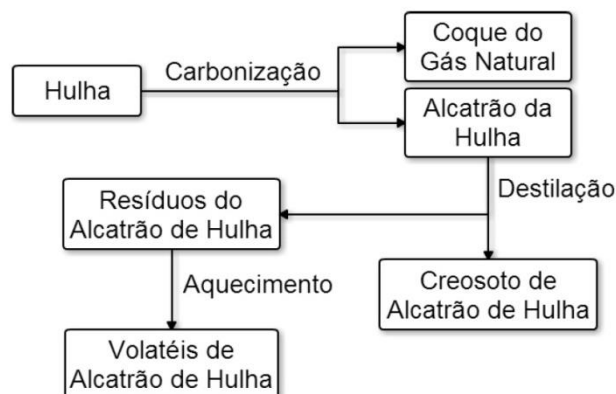 Hulha
Carbonização
Coque do
Gás Natural
Alcatrão da
Hulha
Destilação
Resíduos do
Alcatrão de Hulha
Aquecimento
Creosoto de
Alcatrão de Hulha
Volatéis de
Alcatrão de Hulha